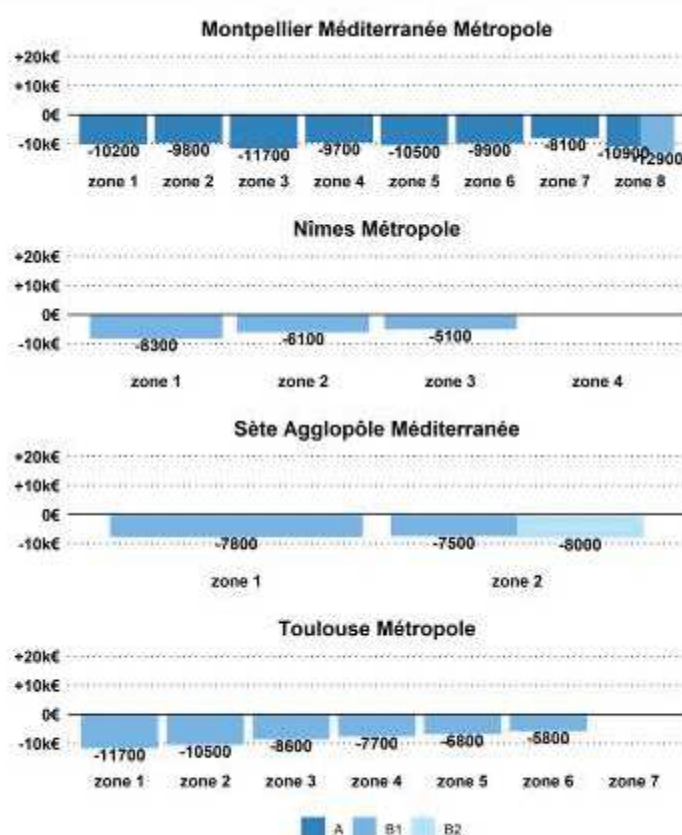 Montpellier Méditerranée Métropole
+20k€
+10k€
0€
-10k€
-10200 -9800 -11700 -9700 -10500 -9900 -8100 -10900 -12900
zone 1 zone 2 zone 3 zone 4 zone 5 zone 6 zone 7 zone 8
Nîmes Métropole
+20k€
+10k€
0€
-10k€
-8300 -6100 -5100
zone 1 zone 2 zone 3 zone 4
Sète Agglopôle Méditerranée
+20k€
+10k€
0€
-10k€
-7800 -7500 -8000
zone 1 zone 2
Toulouse Métropole
+20k€
+10k€
0€
-10k€
-11700 -10500 -8600 -7700 -6800 -5800
zone 1 zone 2 zone 3 zone 4 zone 5 zone 6 zone 7
A B1 B2